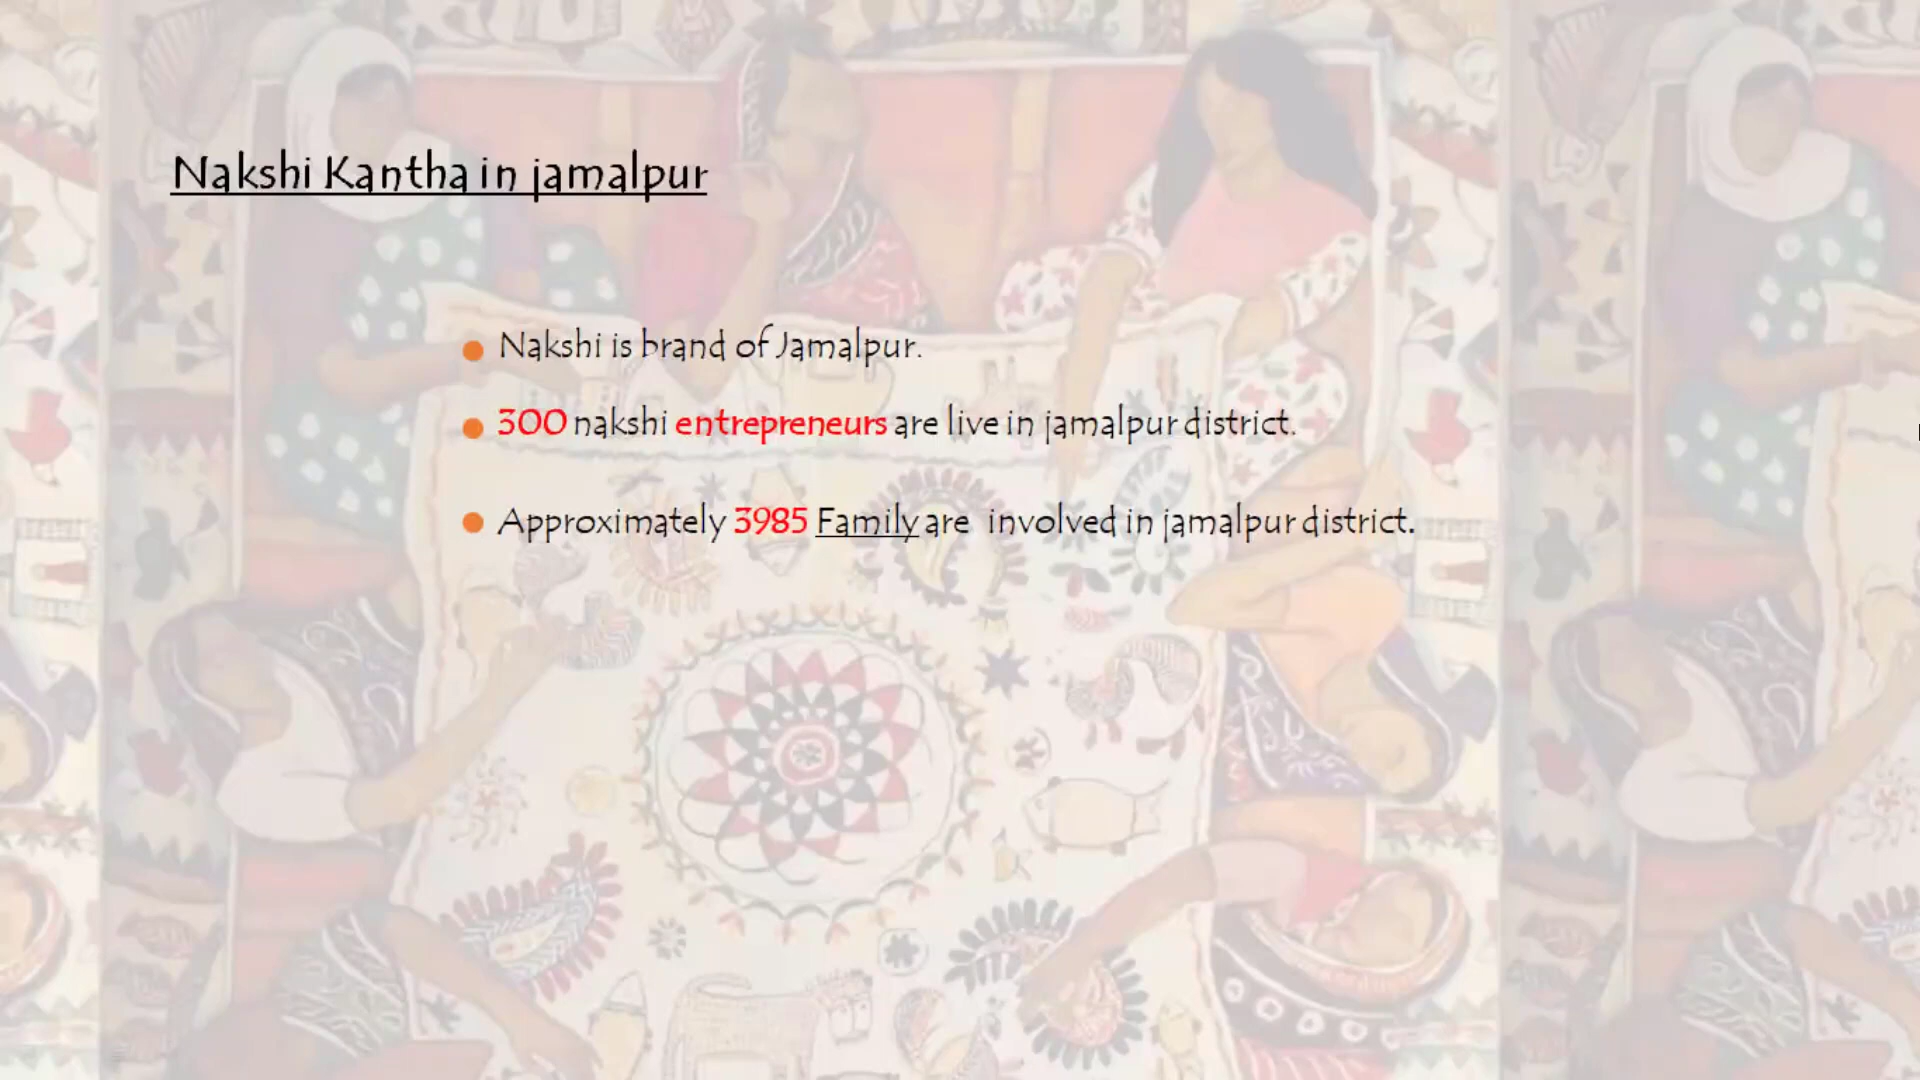 Nakshi Kantha in jamalpur
Nakshi is brand of Jamalpur.
300 nakshi entrepreneurs are live in jamalpur district.
Approximately 3985 Family are involved in jamalpur district.